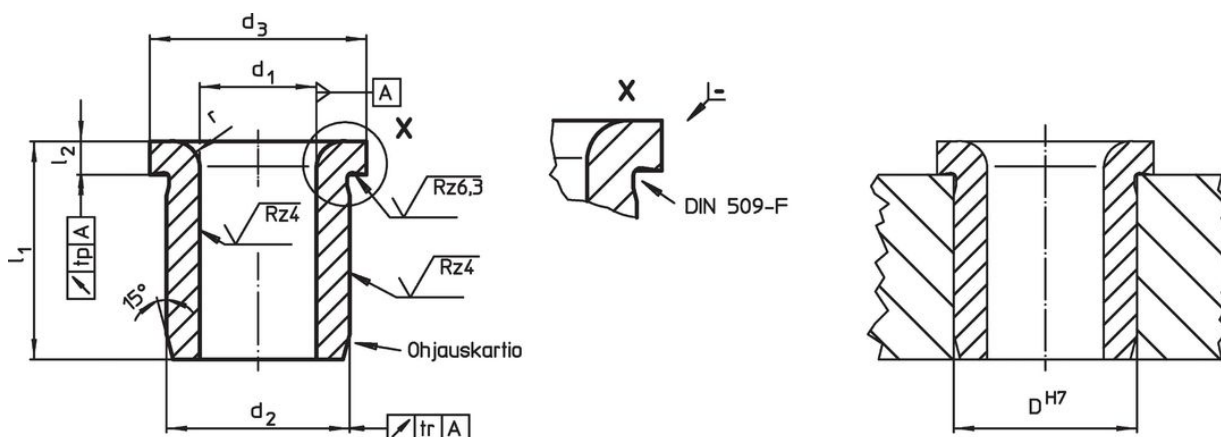 d₃
d₁
A
r
X
l₂
l₁
tp A
15°
Rz4
Rz6,3
Rz4
Ohjauskartio
d₂
tr A
X
DIN 509-F
D H7